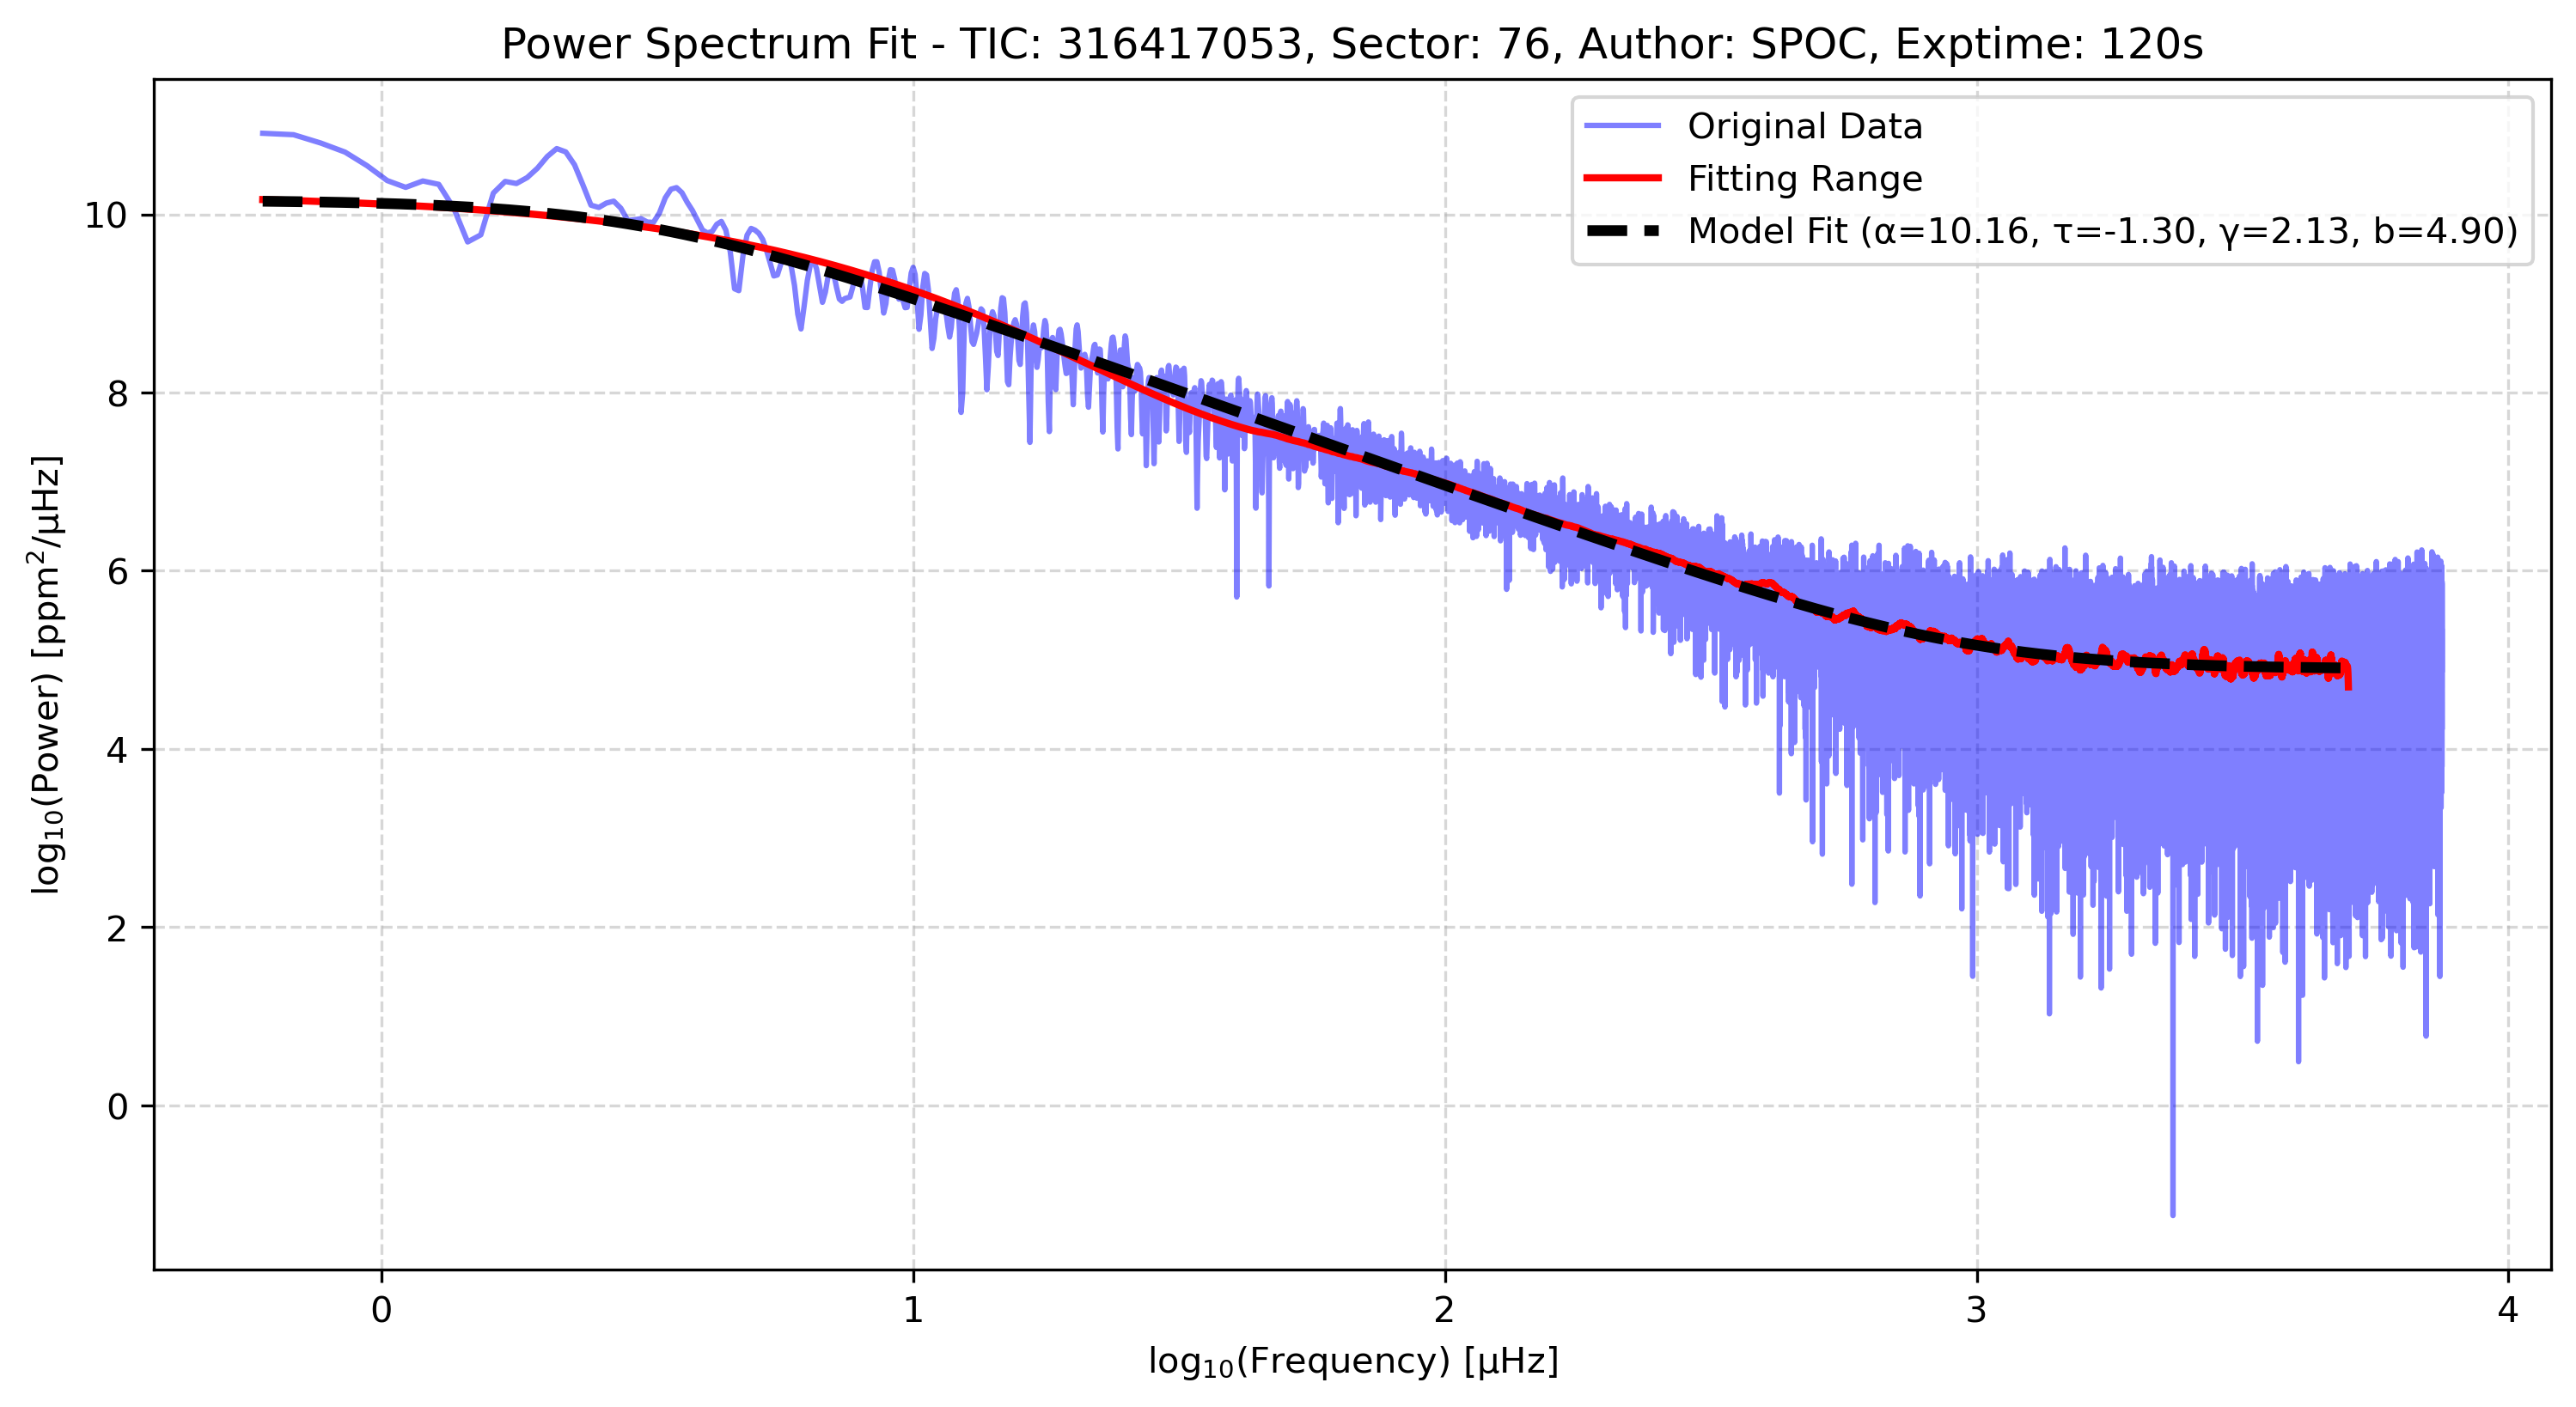 Power Spectrum Fit - TIC: 316417053, Sector: 76, Author: SPOC, Exptime: 120s
Original Data
Fitting Range
Model Fit (α=10.16, τ=-1.30, γ=2.13, b=4.90)
log₁₀(Power) [ppm²/μHz]
10
8
6
4
2
0
0 1 2 3 4
log₁₀(Frequency) [μHz]